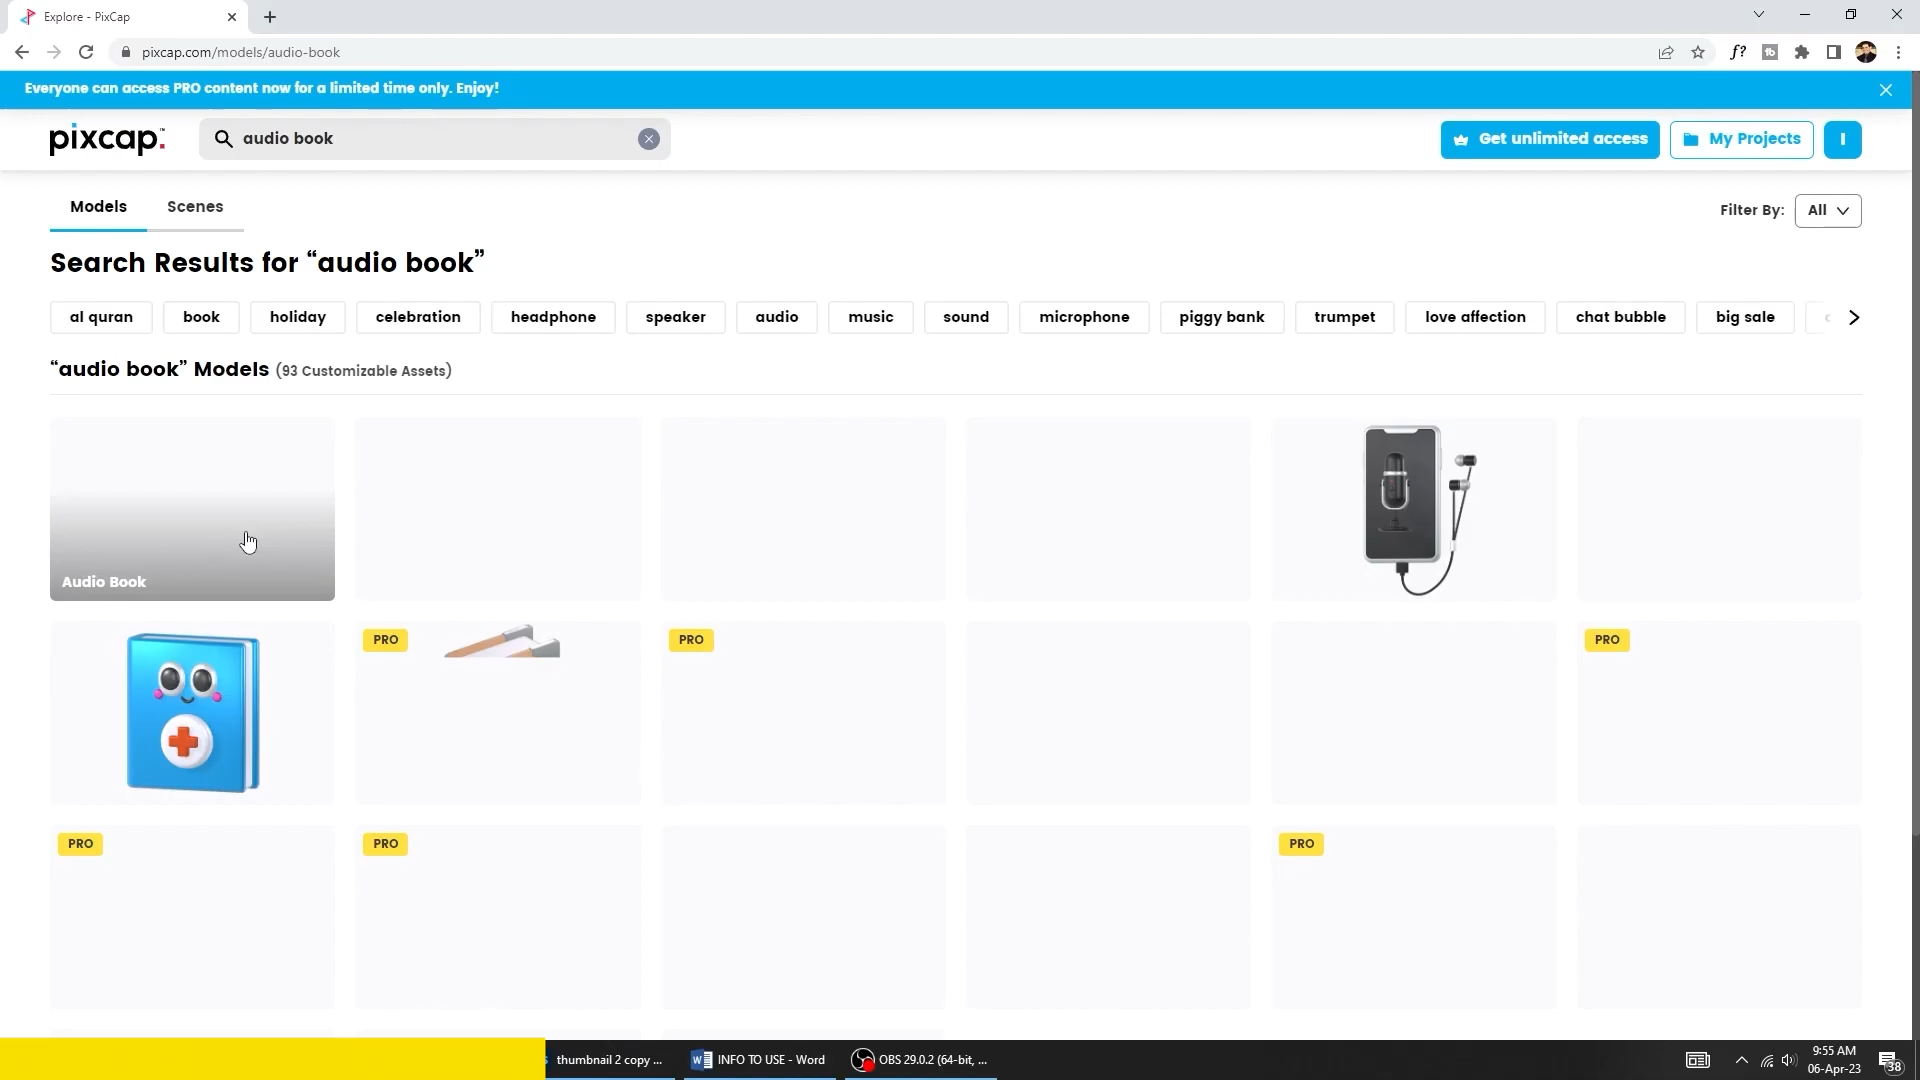 Explore - PixCap
pixcap.com/models/audio-book
Everyone can access PRO content now for a limited time only. Enjoy!
pixcap.™
audio book
Get unlimited access
My Projects
I
Models
Scenes
Filter By:
All
Search Results for “audio book”
al quran
book
holiday
celebration
headphone
speaker
audio
music
sound
microphone
piggy bank
trumpet
love affection
chat bubble
big sale
“audio book” Models (93 Customizable Assets)
Audio Book
PRO
PRO
PRO
PRO
PRO
PRO
thumbnail 2 copy ...
INFO TO USE - Word
OBS 29.0.2 (64-bit, ...
9:55 AM
06-Apr-23
38